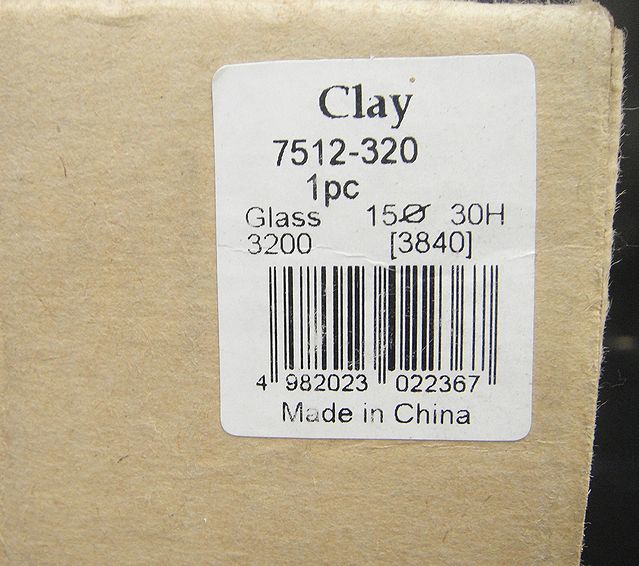 Clay
7512-320
1pc
Glass 15Ø 30H
3200 [3840]
4 982023 022367
Made in China